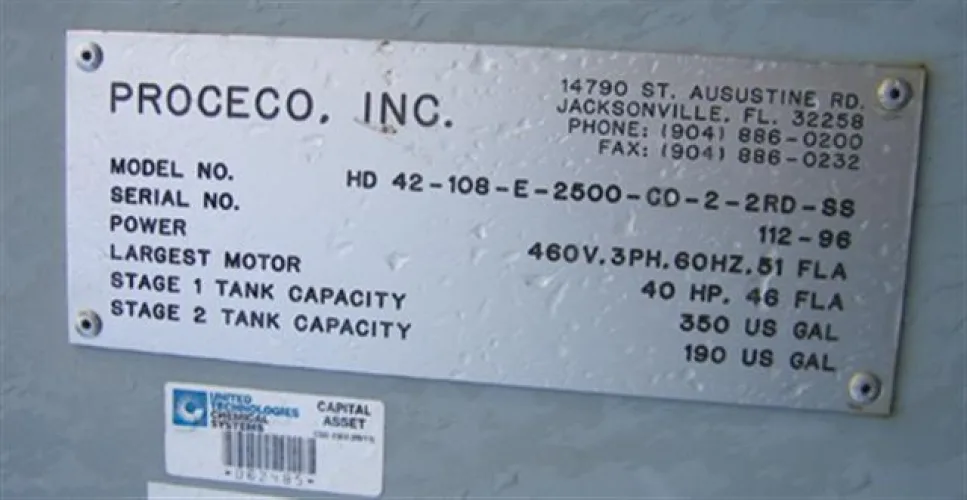 PROCECO, INC.
14790 ST. AUSUSTINE RD.
JACKSONVILLE, FL. 32258
PHONE: (904) 886-0200
FAX: (904) 886-0232
MODEL NO. HD 42-108-E-2500-CO-2-2RD-SS
SERIAL NO. 112-96
POWER 460V.3PH.60HZ.51 FLA
LARGEST MOTOR 40 HP. 46 FLA
STAGE 1 TANK CAPACITY 350 US GAL
STAGE 2 TANK CAPACITY 190 US GAL
UNITED
TECHNOLOGIES
CHEMICAL
SYSTEMS
CAPITAL
ASSET
*062485*